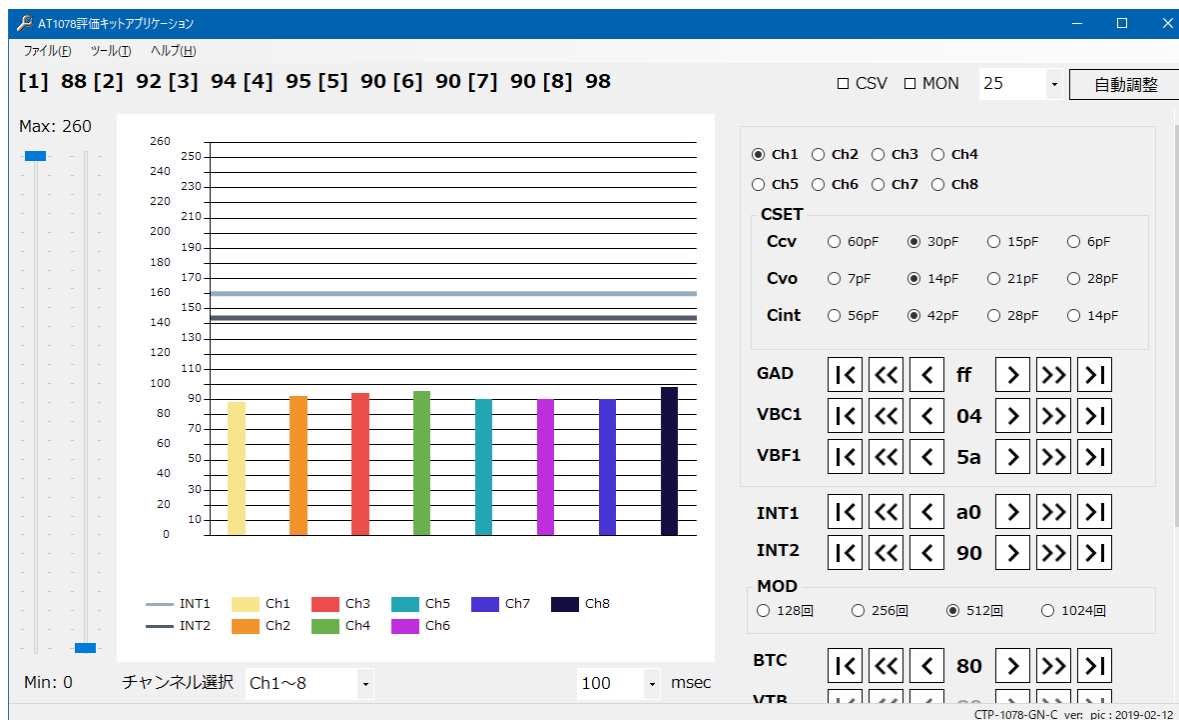 AT1078評価キットアプリケーション
ファイル(F) ツール(T) ヘルプ(H)
[1] 88 [2] 92 [3] 94 [4] 95 [5] 90 [6] 90 [7] 90 [8] 98
CSV MON 25 自動調整
Max: 260
260
250
240
230
220
210
200
190
180
170
160
150
140
130
120
110
100
90
80
70
60
50
40
30
20
10
0
INT1 Ch1 Ch3 Ch5 Ch7 Ch8
INT2 Ch2 Ch4 Ch6
Min: 0 チャンネル選択 Ch1～8 100 msec
Ch1 Ch2 Ch3 Ch4
Ch5 Ch6 Ch7 Ch8
CSET
Ccv 60pF 30pF 15pF 6pF
Cvo 7pF 14pF 21pF 28pF
Cint 56pF 42pF 28pF 14pF
GAD |< << < ff > >> >|
VBC1 |< << < 04 > >> >|
VBF1 |< << < 5a > >> >|
INT1 |< << < a0 > >> >|
INT2 |< << < 90 > >> >|
MOD
128回 256回 512回 1024回
BTC |< << < 80 > >> >|
VTB
CTP-1078-GN-C ver: pic : 2019-02-12